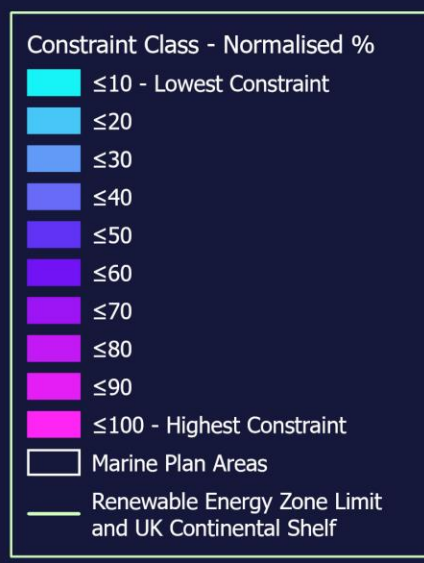 Constraint Class - Normalised %
≤10 - Lowest Constraint
≤20
≤30
≤40
≤50
≤60
≤70
≤80
≤90
≤100 - Highest Constraint
Marine Plan Areas
Renewable Energy Zone Limit
and UK Continental Shelf